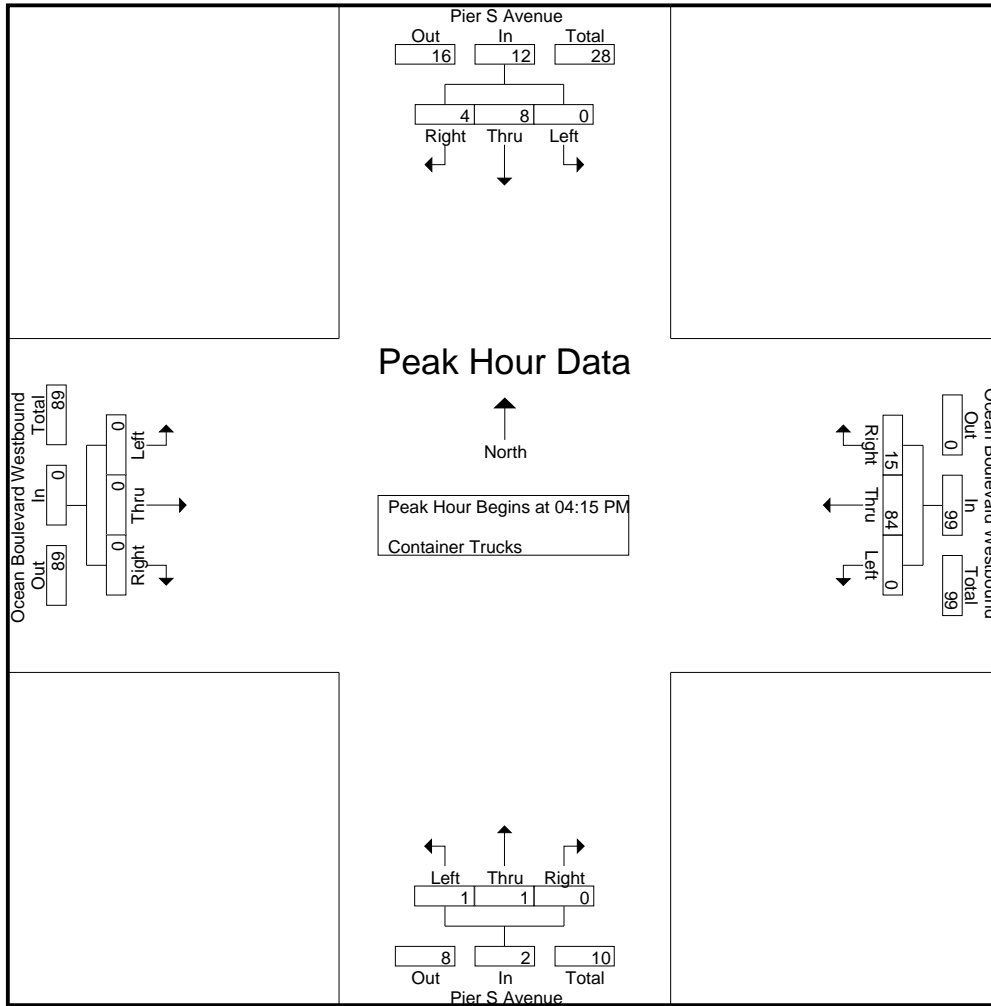 Pier S Avenue
Out In Total
16 12 28
4 8 0
Right Thru Left
Peak Hour Data
North
Peak Hour Begins at 04:15 PM
Container Trucks
Ocean Boulevard Westbound
Total In Out
89 0 89
0 0 0
Left Thru Right
Ocean Boulevard Westbound
Out In Total
0 99 99
15 84 0
Right Thru Left
Left Thru Right
1 1 0
8 2 10
Out In Total
Pier S Avenue